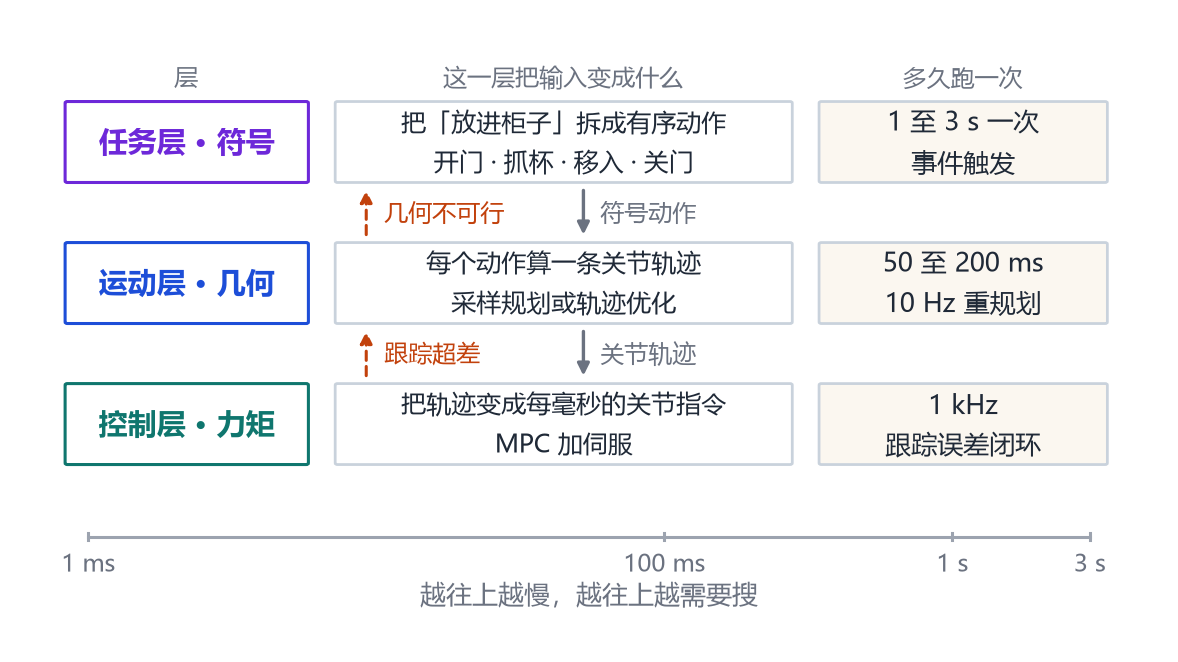 层
这一层把输入变成什么
多久跑一次
任务层·符号
把「放进柜子」拆成有序动作
开门·抓杯·移入·关门
1 至 3 s 一次
事件触发
几何不可行
符号动作
运动层·几何
每个动作算一条关节轨迹
采样规划或轨迹优化
50 至 200 ms
10 Hz 重规划
跟踪超差
关节轨迹
控制层·力矩
把轨迹变成每毫秒的关节指令
MPC 加伺服
1 kHz
跟踪误差闭环
1 ms
100 ms
1 s
3 s
越往上越慢，越往上越需要搜